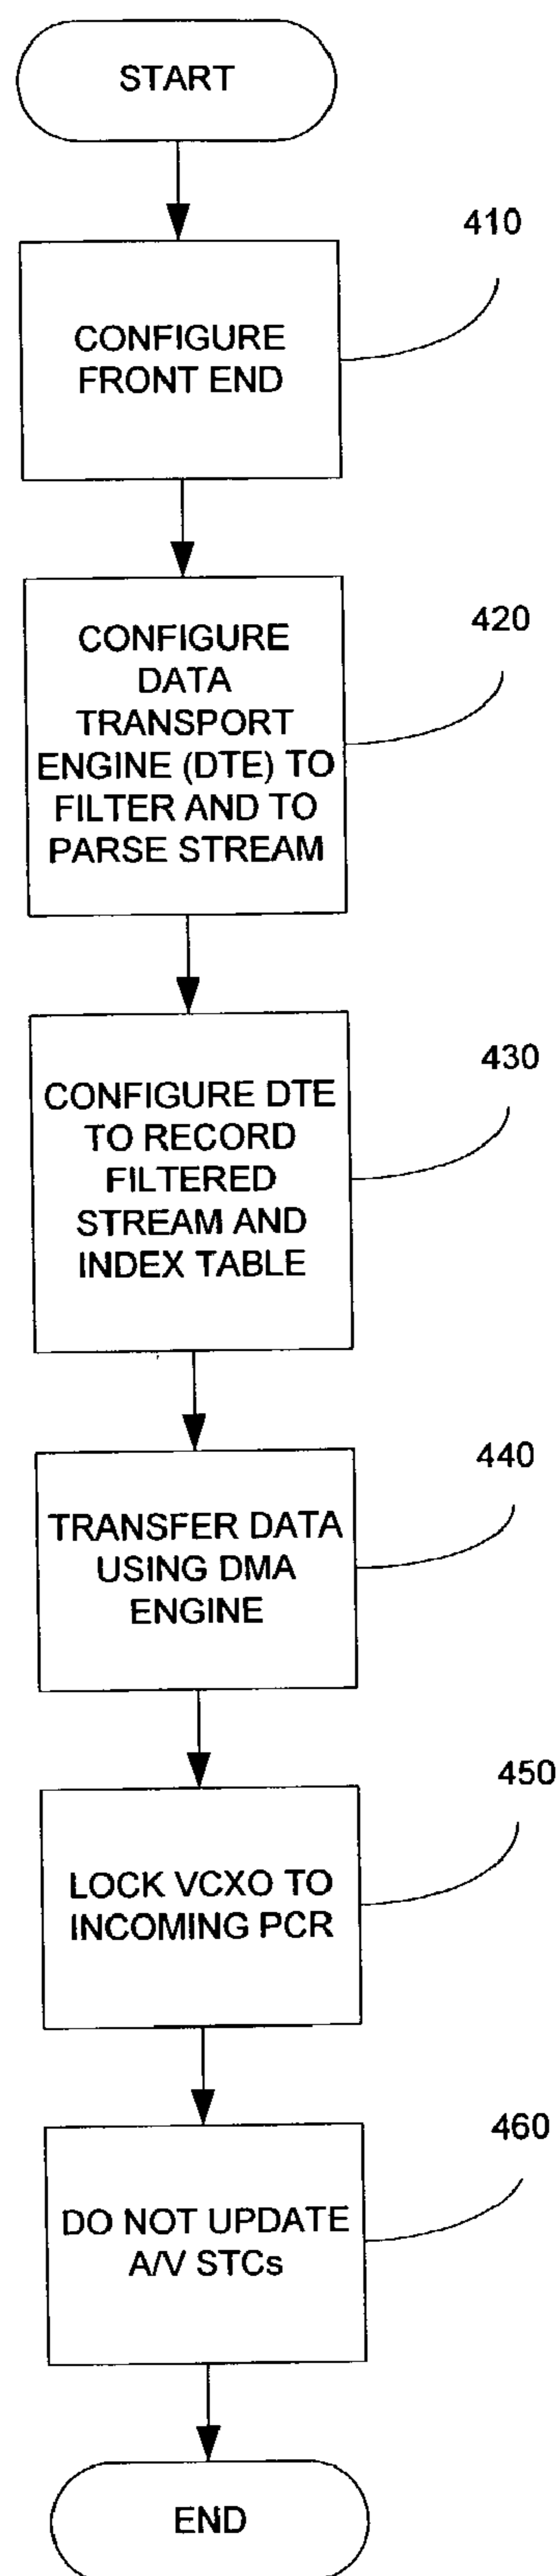 START
410
CONFIGURE
FRONT END
420
CONFIGURE
DATA
TRANSPORT
ENGINE (DTE) TO
FILTER AND TO
PARSE STREAM
430
CONFIGURE DTE
TO RECORD
FILTERED
STREAM AND
INDEX TABLE
440
TRANSFER DATA
USING DMA
ENGINE
450
LOCK VCXO TO
INCOMING PCR
460
DO NOT UPDATE
A/V STCs
END